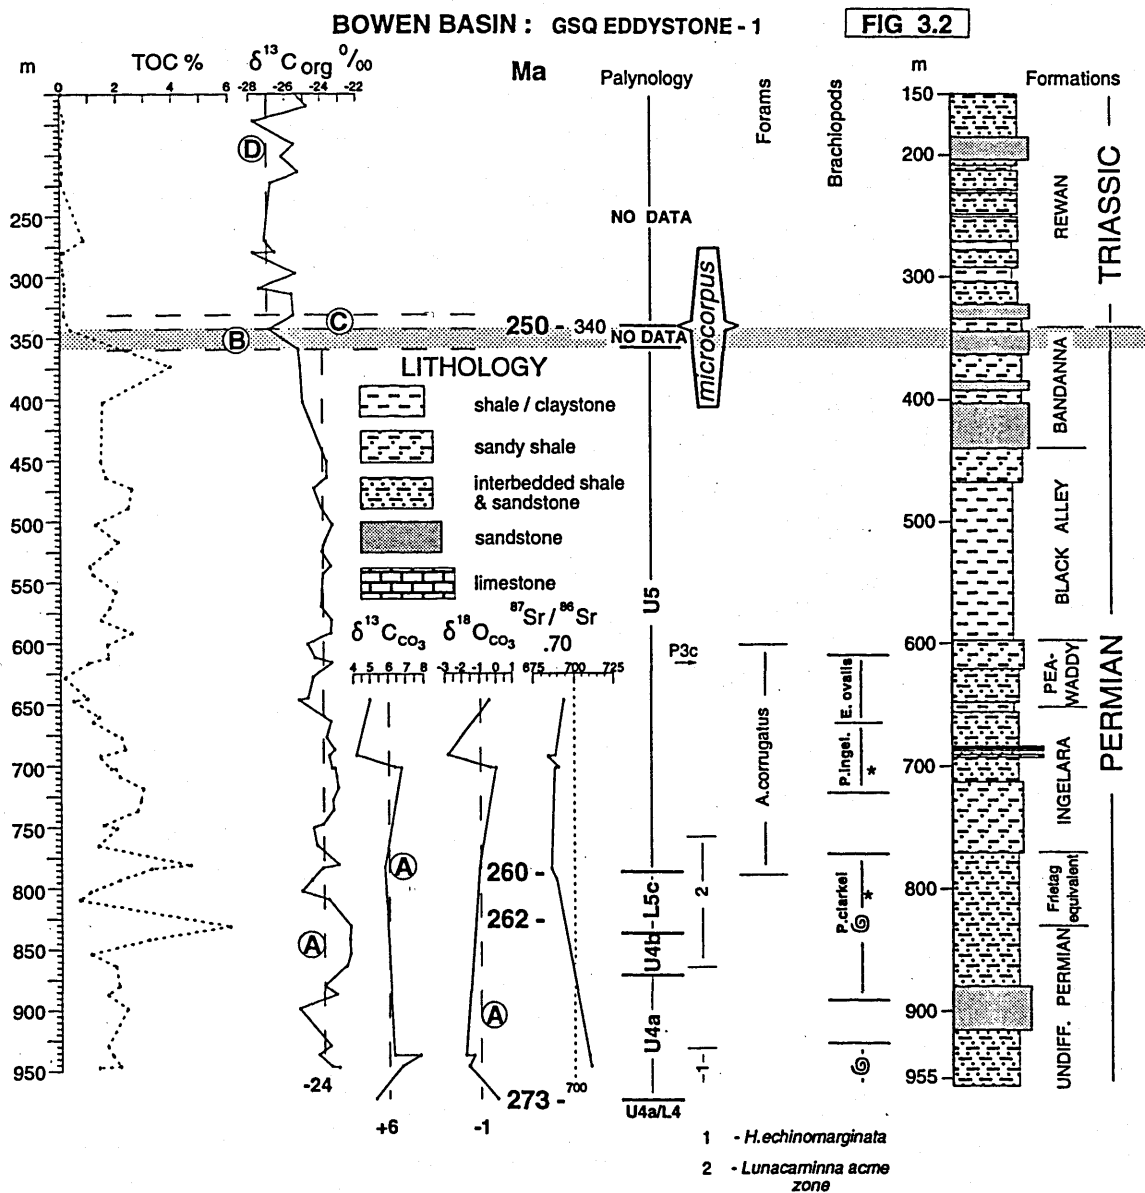 BOWEN BASIN : GSQ EDDYSTONE - 1
FIG 3.2
m
TOC %
δ13C org 0/00
Ma
Palynology
Forams
Brachiopods
m
Formations
0 2 4 6
-28 -26 -24 -22
150
200
250
300
350
400
450
500
550
600
650
700
750
800
850
900
950
D
C
B
A
A
A
-24
NO DATA
250 - 340
NO DATA
microcorpus
LITHOLOGY
shale / claystone
sandy shale
interbedded shale
& sandstone
sandstone
limestone
δ13C CO3
δ18O CO3
87Sr / 86Sr
.70
4 5 6 7 8
-3 -2 -1 0 1
675 700 725
+6
-1
700
260 -
262 -
273 -
U5
P3c
L5c
U4b
U4a
U4a/L4
2
-1-
A.corrugatus
E. ovalis
P.ingel.
*
P.clarkei
*
200
300
400
500
600
700
800
900
955
REWAN
BANDANNA
BLACK ALLEY
PEA-
WADDY
INGELARA
Frietag
equivalent
UNDIFF. PERMIAN
TRIASSIC
PERMIAN
1 - H.echinomarginata
2 - Lunacaminna acme
zone